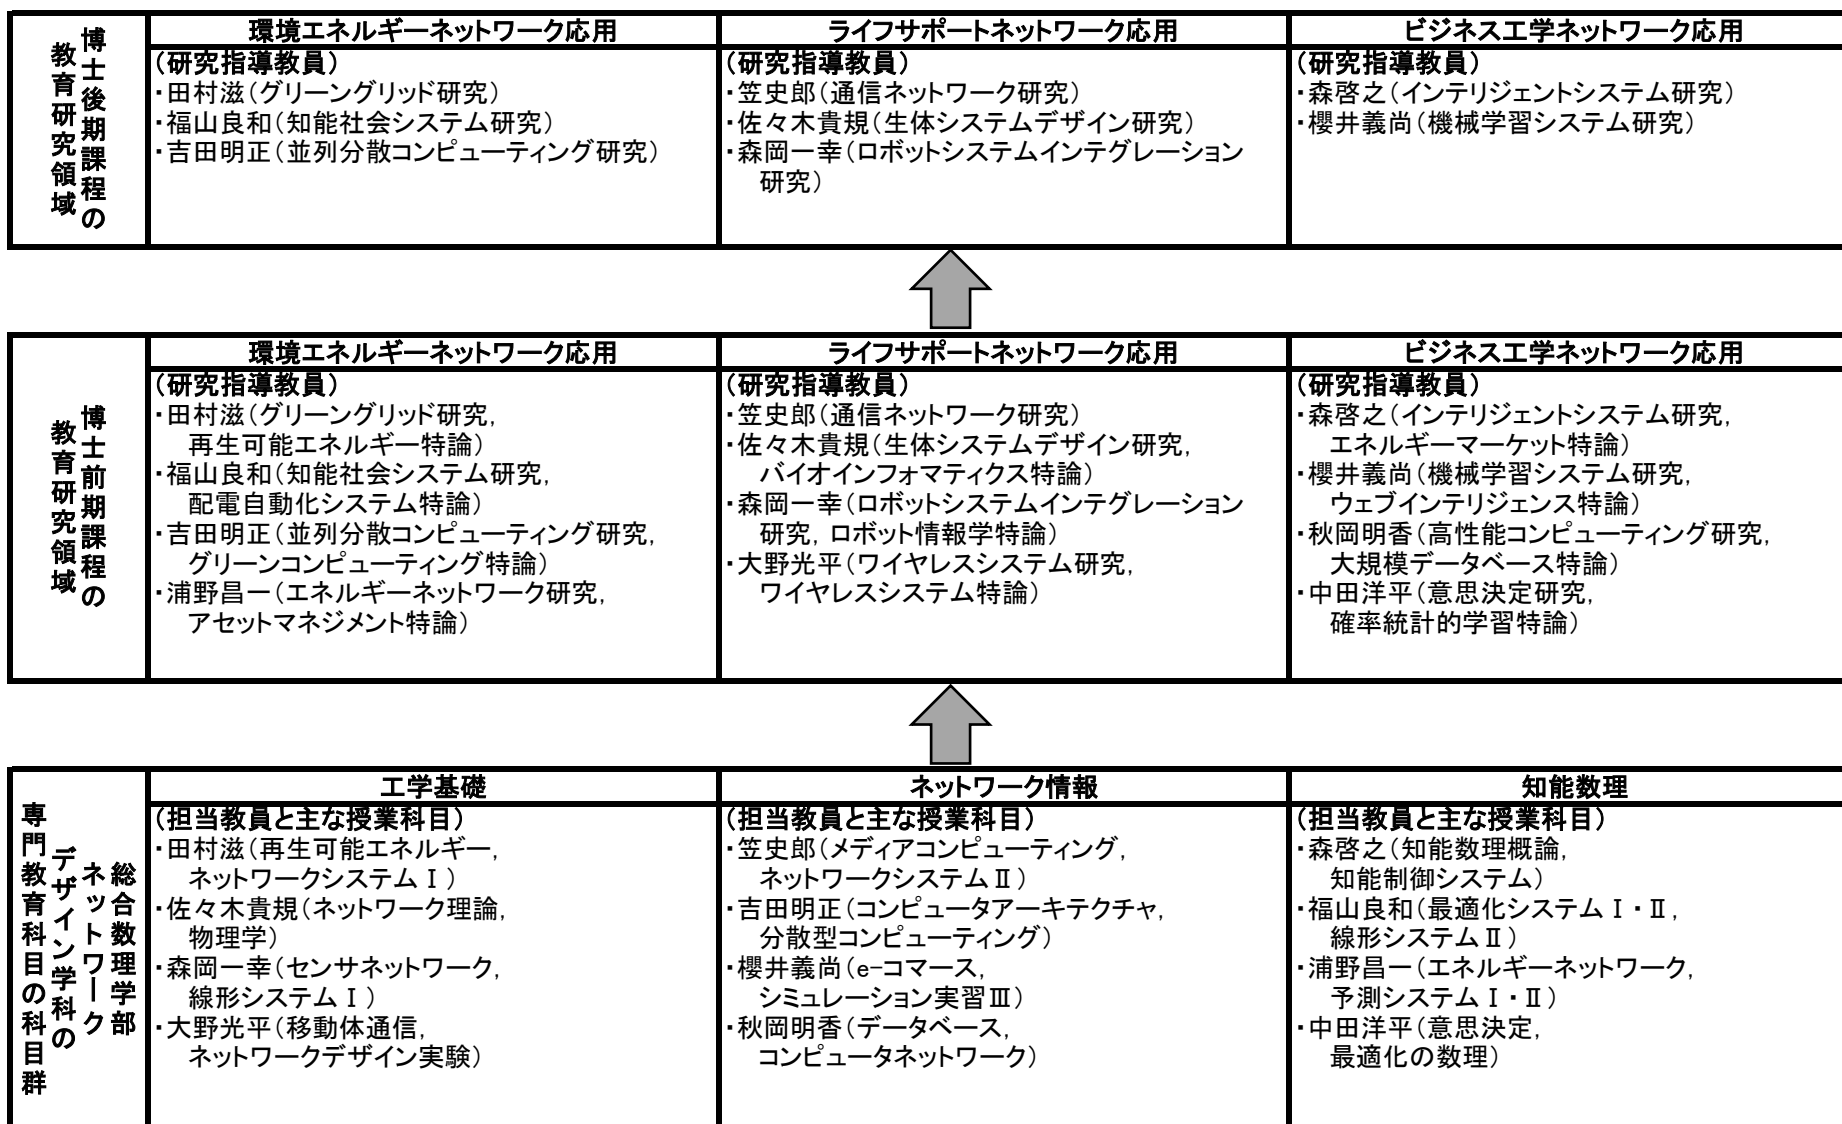 博士後期課程の
教育研究領域
環境エネルギーネットワーク応用
(研究指導教員)
・田村滋(グリーングリッド研究)
・福山良和(知能社会システム研究)
・吉田明正(並列分散コンピューティング研究)
ライフサポートネットワーク応用
(研究指導教員)
・笠史郎(通信ネットワーク研究)
・佐々木貴規(生体システムデザイン研究)
・森岡一幸(ロボットシステムインテグレーション
研究)
ビジネス工学ネットワーク応用
(研究指導教員)
・森啓之(インテリジェントシステム研究)
・櫻井義尚(機械学習システム研究)
博士前期課程の
教育研究領域
環境エネルギーネットワーク応用
(研究指導教員)
・田村滋(グリーングリッド研究,
再生可能エネルギー特論)
・福山良和(知能社会システム研究,
配電自動化システム特論)
・吉田明正(並列分散コンピューティング研究,
グリーンコンピューティング特論)
・浦野昌一(エネルギーネットワーク研究,
アセットマネジメント特論)
ライフサポートネットワーク応用
(研究指導教員)
・笠史郎(通信ネットワーク研究)
・佐々木貴規(生体システムデザイン研究,
バイオインフォマティクス特論)
・森岡一幸(ロボットシステムインテグレーション
研究, ロボット情報学特論)
・大野光平(ワイヤレスシステム研究,
ワイヤレスシステム特論)
ビジネス工学ネットワーク応用
(研究指導教員)
・森啓之(インテリジェントシステム研究,
エネルギーマーケット特論)
・櫻井義尚(機械学習システム研究,
ウェブインテリジェンス特論)
・秋岡明香(高性能コンピューティング研究,
大規模データベース特論)
・中田洋平(意思決定研究,
確率統計的学習特論)
総合数理学部
ネットワーク
デザイン学科の
専門教育科目の科目群
工学基礎
(担当教員と主な授業科目)
・田村滋(再生可能エネルギー,
ネットワークシステムⅠ)
・佐々木貴規(ネットワーク理論,
物理学)
・森岡一幸(センサネットワーク,
線形システムⅠ)
・大野光平(移動体通信,
ネットワークデザイン実験)
ネットワーク情報
(担当教員と主な授業科目)
・笠史郎(メディアコンピューティング,
ネットワークシステムⅡ)
・吉田明正(コンピュータアーキテクチャ,
分散型コンピューティング)
・櫻井義尚(e-コマース,
シミュレーション実習Ⅲ)
・秋岡明香(データベース,
コンピュータネットワーク)
知能数理
(担当教員と主な授業科目)
・森啓之(知能数理概論,
知能制御システム)
・福山良和(最適化システムⅠ・Ⅱ,
線形システムⅡ)
・浦野昌一(エネルギーネットワーク,
予測システムⅠ・Ⅱ)
・中田洋平(意思決定,
最適化の数理)